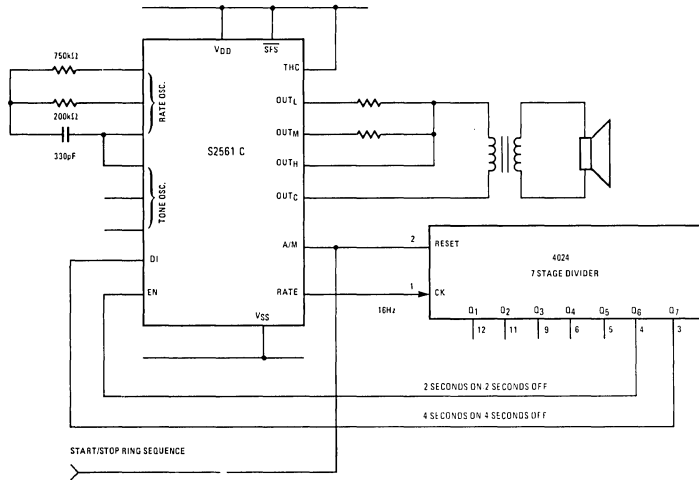 VDD
SFS
750kΩ
THC
RATE OSC.
OUTL
200kΩ
OUTM
S2561 C
330pF
OUTH
TONE OSC.
OUTC
A/M
2
RESET
4024
7 STAGE DIVIDER
DI
EN
RATE
1
CK
16Hz
VSS
Q1
Q2
Q3
Q4
Q5
Q6
Q7
12
11
9
6
5
4
3
2 SECONDS ON 2 SECONDS OFF
4 SECONDS ON 4 SECONDS OFF
START/STOP RING SEQUENCE